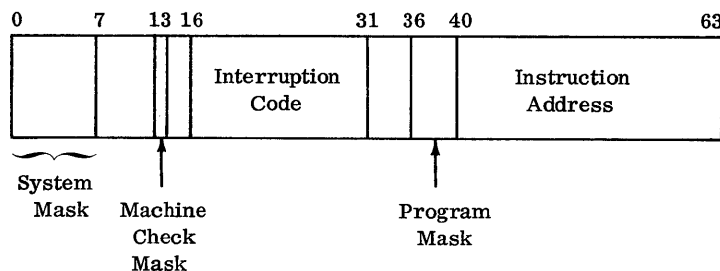 0 7 13 16 31 36 40 63
Interruption
Code
Instruction
Address
System
Mask
Machine
Check
Mask
Program
Mask